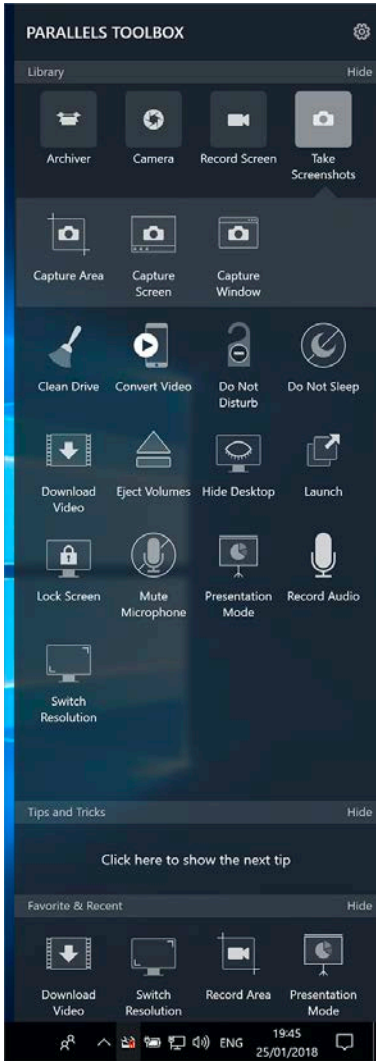 PARALLELS TOOLBOX
Library Hide
Archiver Camera Record Screen Take
Screenshots
Capture Area Capture Capture
Screen Window
Clean Drive Convert Video Do Not Do Not Sleep
Disturb
Download Eject Volumes Hide Desktop Launch
Video
Lock Screen Mute Presentation Record Audio
Microphone Mode
Switch
Resolution
Tips and Tricks Hide
Click here to show the next tip
Favorite & Recent Hide
Download Switch Record Area Presentation
Video Resolution Mode
19:45
ENG
25/01/2018